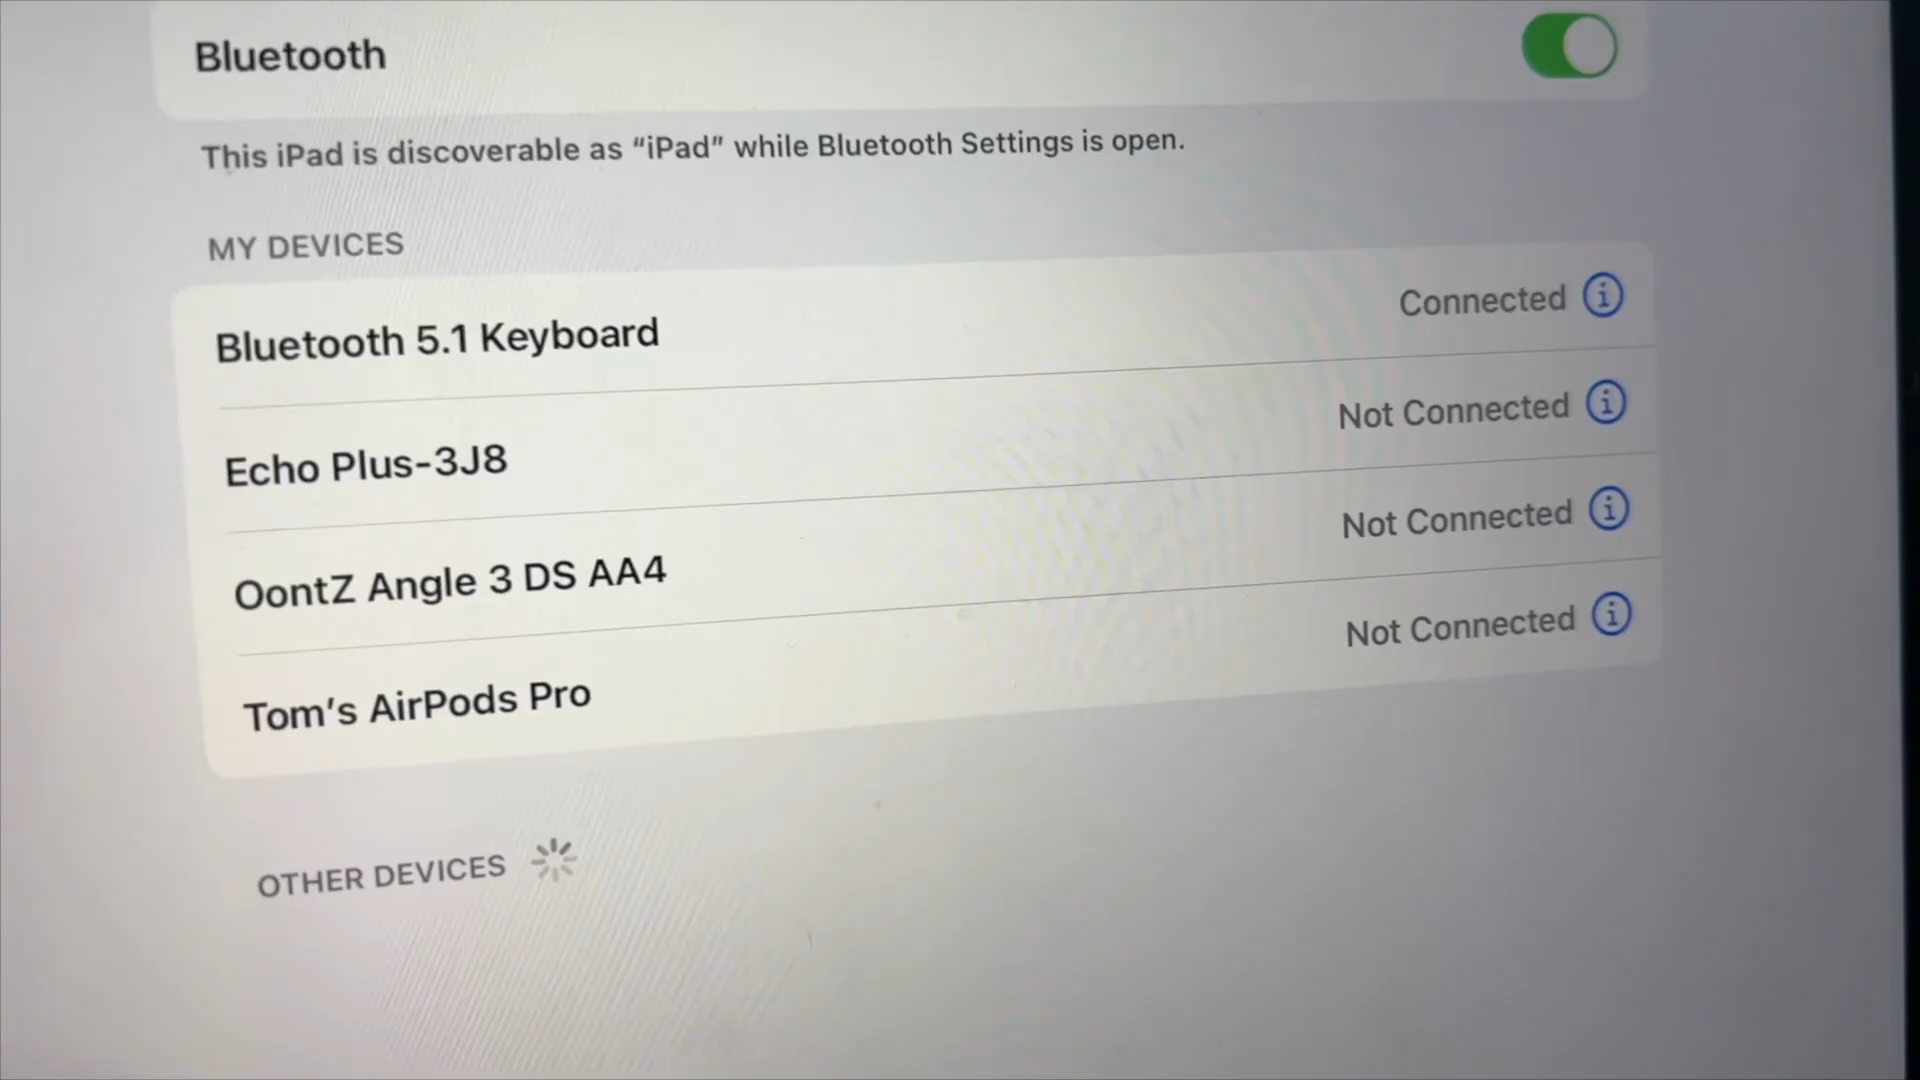 Bluetooth
This iPad is discoverable as “iPad” while Bluetooth Settings is open.
MY DEVICES
Bluetooth 5.1 Keyboard Connected
Echo Plus-3J8 Not Connected
OontZ Angle 3 DS AA4 Not Connected
Tom’s AirPods Pro Not Connected
OTHER DEVICES